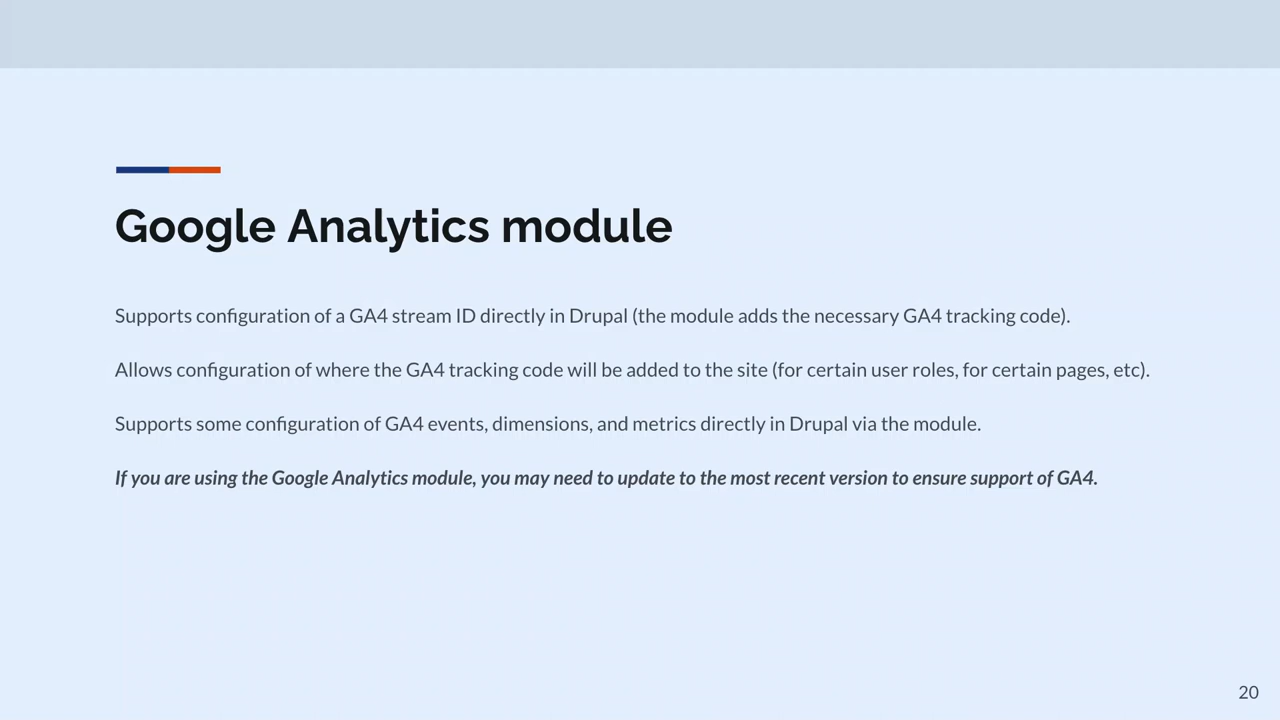 Google Analytics module
Supports configuration of a GA4 stream ID directly in Drupal (the module adds the necessary GA4 tracking code).
Allows configuration of where the GA4 tracking code will be added to the site (for certain user roles, for certain pages, etc).
Supports some configuration of GA4 events, dimensions, and metrics directly in Drupal via the module.
If you are using the Google Analytics module, you may need to update to the most recent version to ensure support of GA4.
20